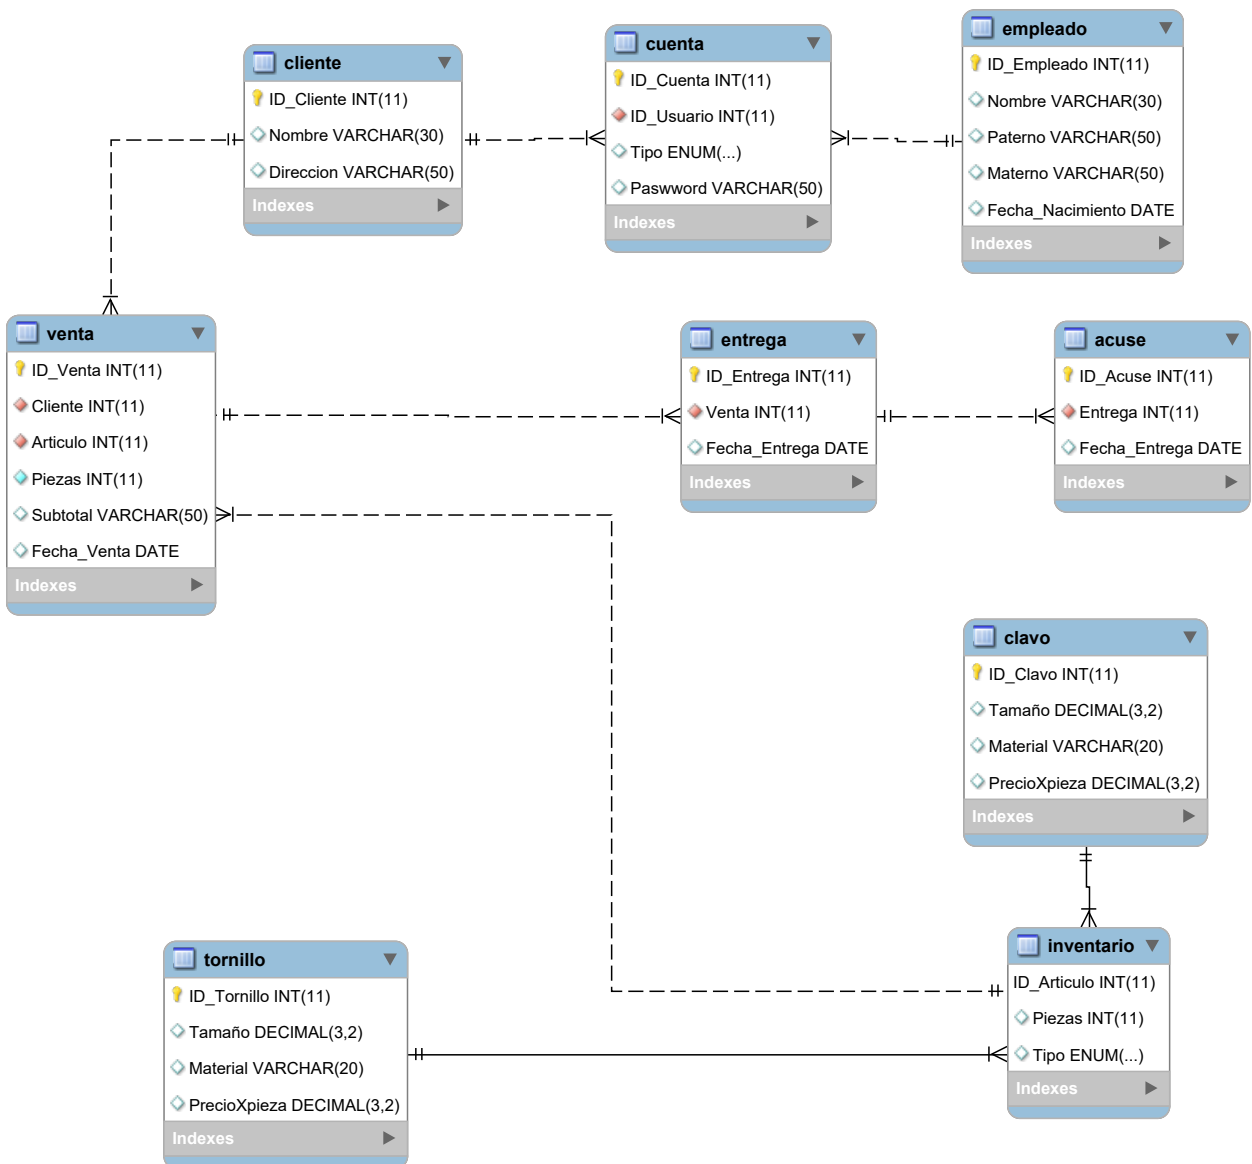 cliente
ID_Cliente INT(11)
Nombre VARCHAR(30)
Direccion VARCHAR(50)
Indexes
cuenta
ID_Cuenta INT(11)
ID_Usuario INT(11)
Tipo ENUM(...)
Paswword VARCHAR(50)
Indexes
empleado
ID_Empleado INT(11)
Nombre VARCHAR(30)
Paterno VARCHAR(50)
Materno VARCHAR(50)
Fecha_Nacimiento DATE
Indexes
venta
ID_Venta INT(11)
Cliente INT(11)
Articulo INT(11)
Piezas INT(11)
Subtotal VARCHAR(50)
Fecha_Venta DATE
Indexes
entrega
ID_Entrega INT(11)
Venta INT(11)
Fecha_Entrega DATE
Indexes
acuse
ID_Acuse INT(11)
Entrega INT(11)
Fecha_Entrega DATE
Indexes
clavo
ID_Clavo INT(11)
Tamaño DECIMAL(3,2)
Material VARCHAR(20)
PrecioXpieza DECIMAL(3,2)
Indexes
tornillo
ID_Tornillo INT(11)
Tamaño DECIMAL(3,2)
Material VARCHAR(20)
PrecioXpieza DECIMAL(3,2)
Indexes
inventario
ID_Articulo INT(11)
Piezas INT(11)
Tipo ENUM(...)
Indexes